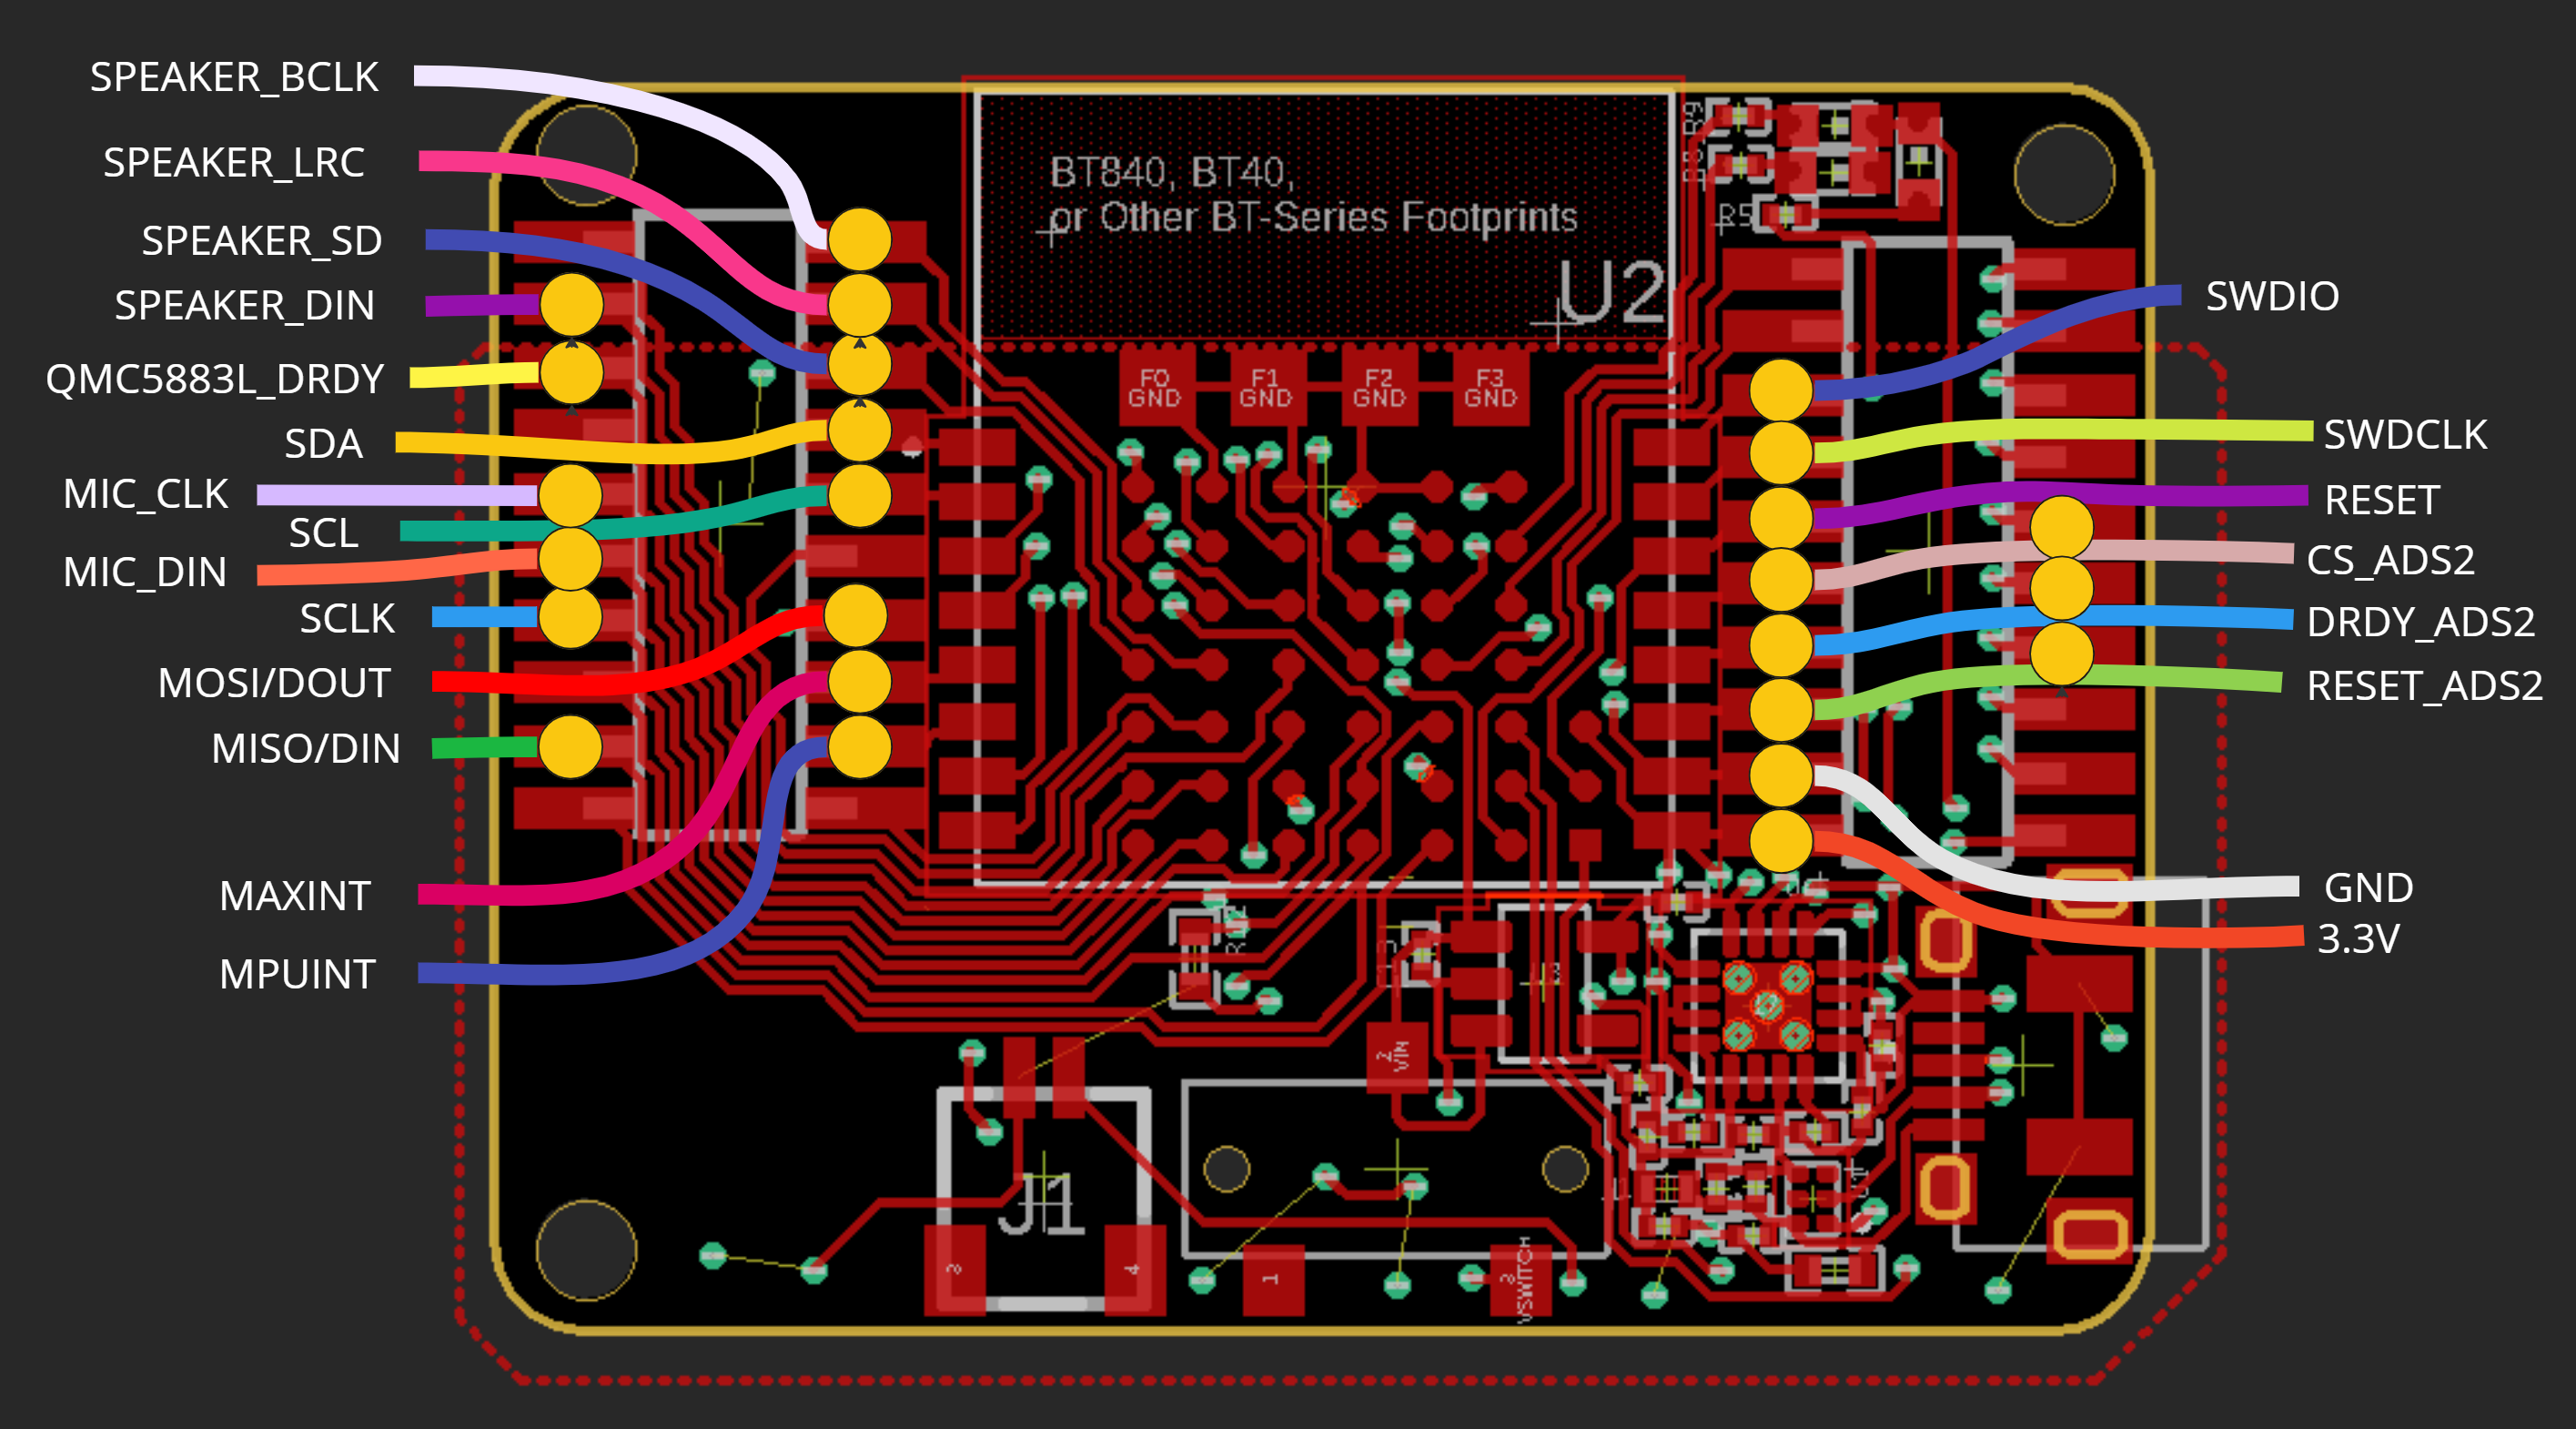 SPEAKER_BCLK
SPEAKER_LRC
SPEAKER_SD
SPEAKER_DIN
QMC5883L_DRDY
SDA
MIC_CLK
SCL
MIC_DIN
SCLK
MOSI/DOUT
MISO/DIN
MAXINT
MPUINT
BT840, BT40,
or Other BT-Series Footprints
U2
F0
GND
F1
GND
F2
GND
F3
GND
R9
R5
SWDIO
SWDCLK
RESET
CS_ADS2
DRDY_ADS2
RESET_ADS2
GND
3.3V
2
VIN
J1
3
4
1
3
VSWITCH